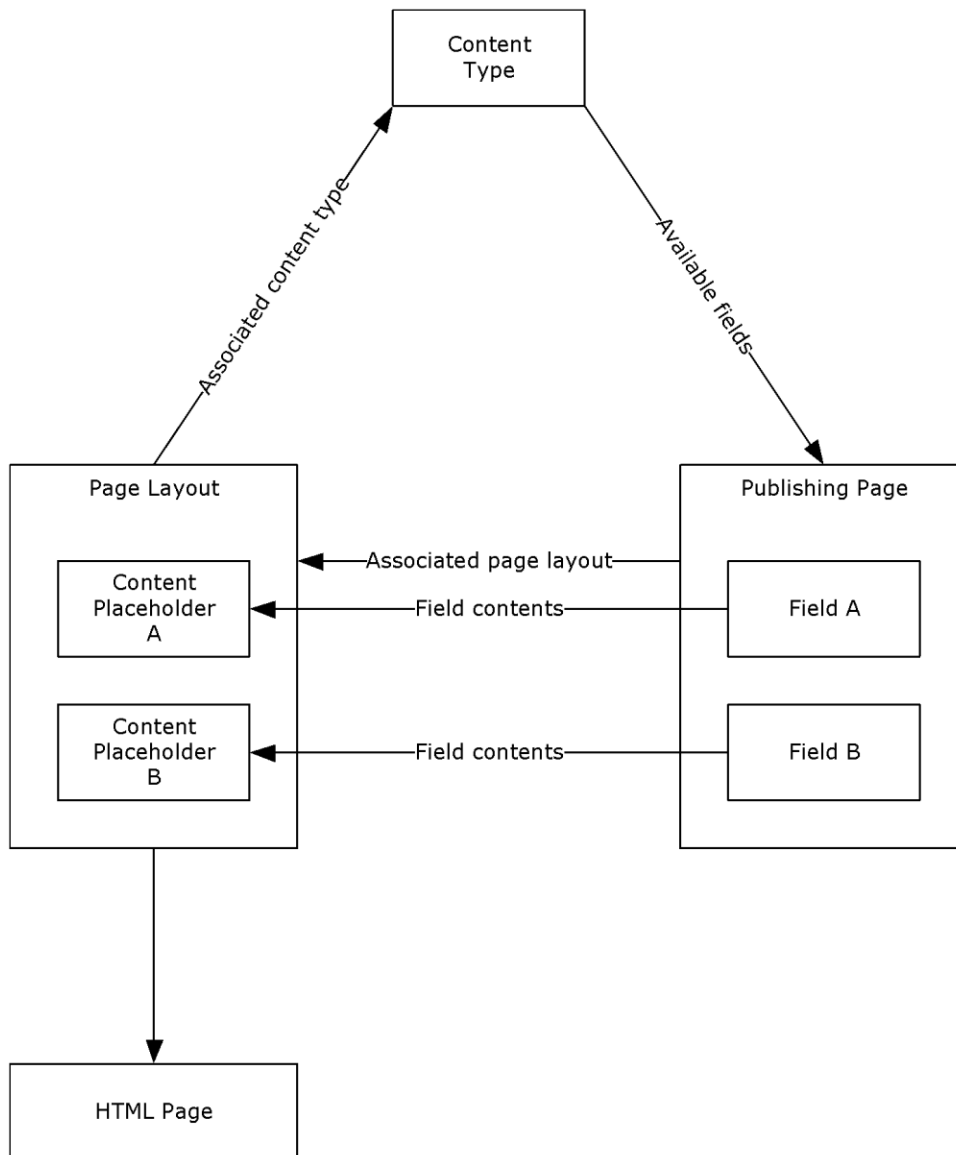 Content
Type
Associated content type
Available fields
Page Layout
Publishing Page
Associated page layout
Content
Placeholder
A
Field contents
Field A
Content
Placeholder
B
Field contents
Field B
HTML Page